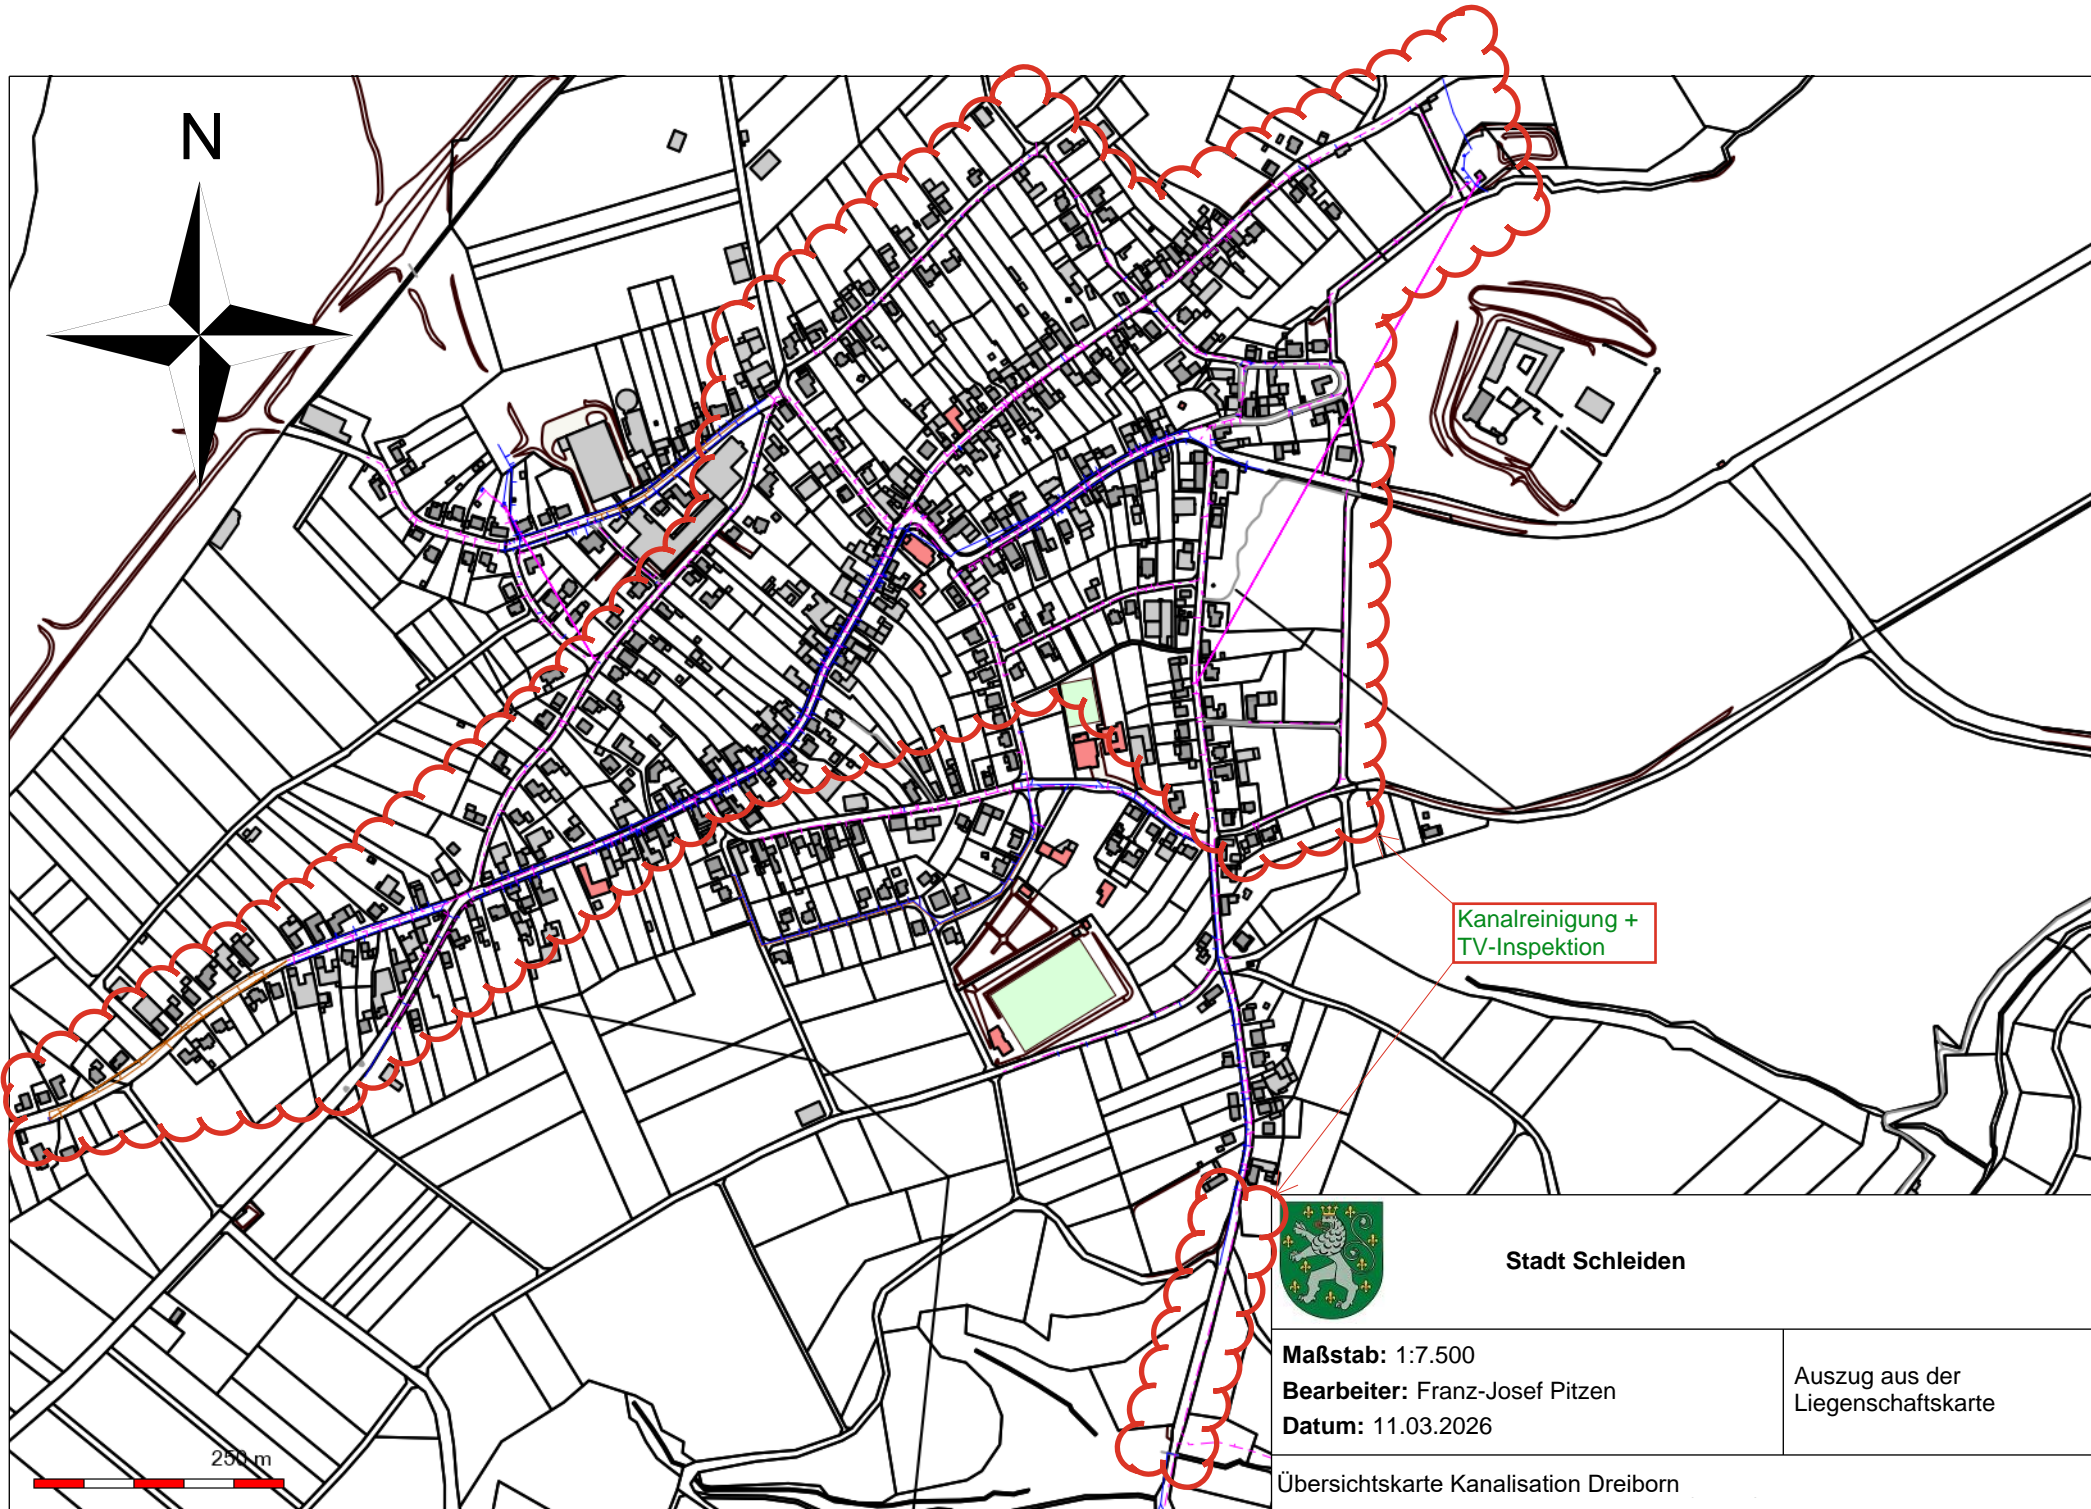 N
Kanalreinigung +
TV-Inspektion
Stadt Schleiden
Maßstab: 1:7.500
Bearbeiter: Franz-Josef Pitzen
Datum: 11.03.2026
Auszug aus der
Liegenschaftskarte
250 m
Übersichtskarte Kanalisation Dreiborn